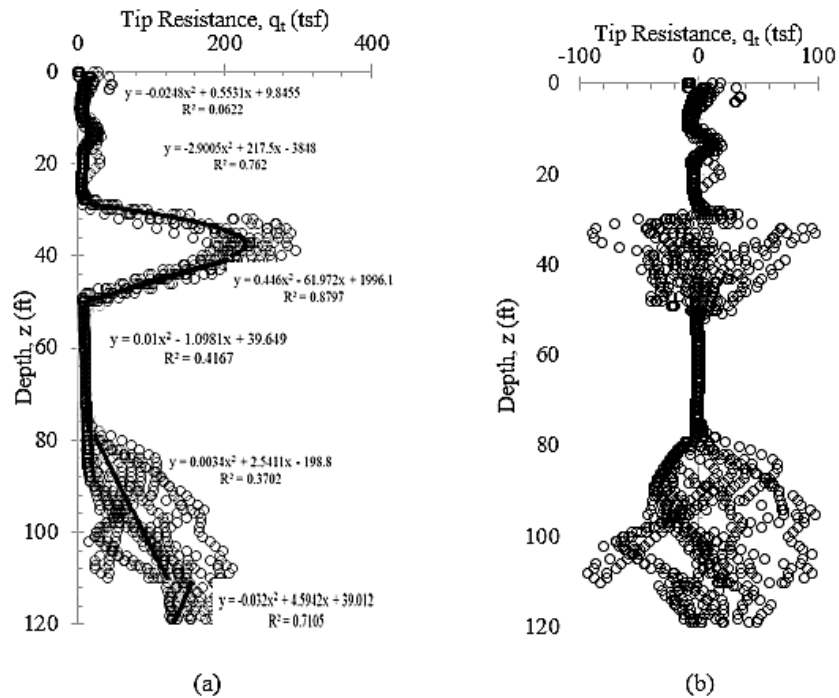 Tip Resistance, qt (tsf)
0 200 400
0
20
40
60
80
100
120
Depth, z (ft)
y = -0.0248x² + 0.5531x + 9.8455
R² = 0.0622
y = -2.9005x² + 217.5x - 3848
R² = 0.762
y = 0.446x² - 61.972x + 1996.1
R² = 0.8797
y = 0.01x² - 1.0981x + 39.649
R² = 0.4167
y = 0.0034x² + 2.5411x - 198.8
R² = 0.3702
y = -0.032x² + 4.5942x + 39.012
R² = 0.7105
(a)
Tip Resistance, qt (tsf)
-100 0 100
0
20
40
60
80
100
120
Depth, z (ft)
(b)